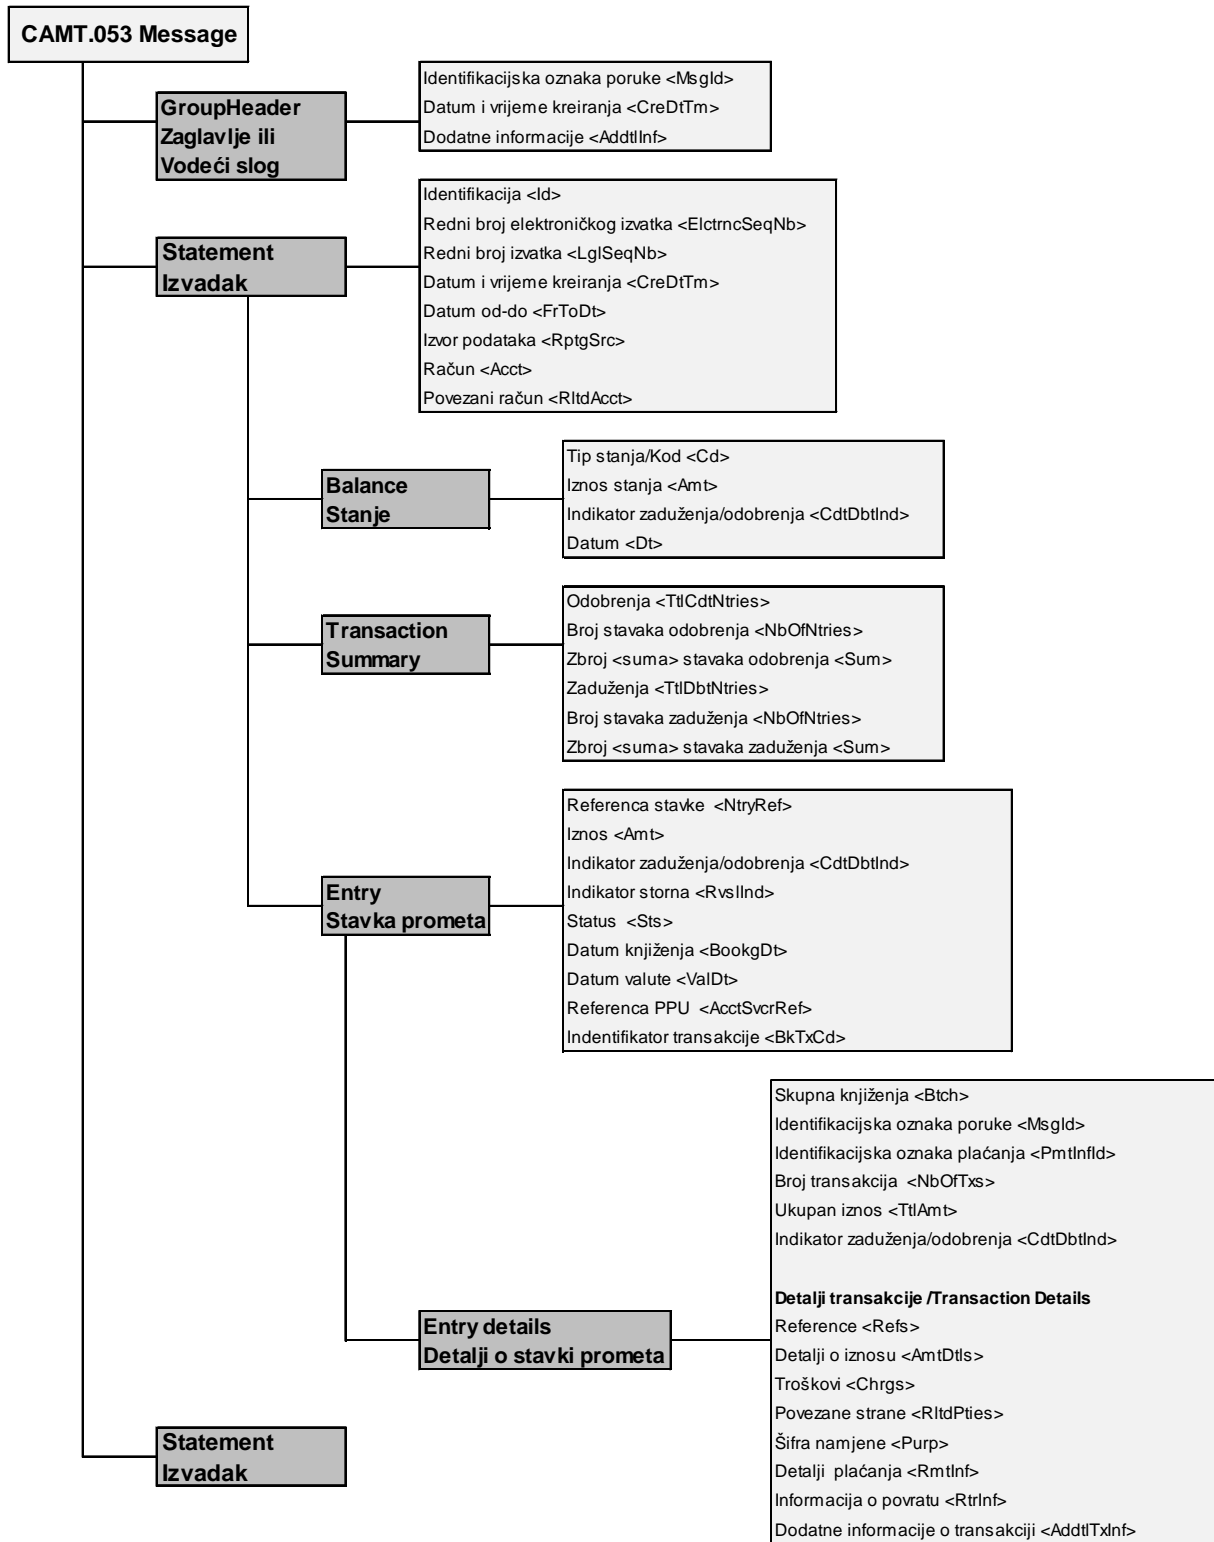 CAMT.053 Message
GroupHeader
Zaglavlje ili
Vodeći slog
Identifikacijska oznaka poruke <MsgId>
Datum i vrijeme kreiranja <CreDtTm>
Dodatne informacije <AddtlInf>
Statement
Izvadak
Identifikacija <Id>
Redni broj elektroničkog izvatka <ElctrncSeqNb>
Redni broj izvatka <LglSeqNb>
Datum i vrijeme kreiranja <CreDtTm>
Datum od-do <FrToDt>
Izvor podataka <RptgSrc>
Račun <Acct>
Povezani račun <RltdAcct>
Balance
Stanje
Tip stanja/Kod <Cd>
Iznos stanja <Amt>
Indikator zaduženja/odobrenja <CdtDbtInd>
Datum <Dt>
Transaction
Summary
Odobrenja <TtlCdtNtries>
Broj stavaka odobrenja <NbOfNtries>
Zbroj <suma> stavaka odobrenja <Sum>
Zaduženja <TtlDbtNtries>
Broj stavaka zaduženja <NbOfNtries>
Zbroj <suma> stavaka zaduženja <Sum>
Entry
Stavka prometa
Referenca stavke <NtryRef>
Iznos <Amt>
Indikator zaduženja/odobrenja <CdtDbtInd>
Indikator storna <RvslInd>
Status <Sts>
Datum knjiženja <BookgDt>
Datum valute <ValDt>
Referenca PPU <AcctSvcrRef>
Indentifikator transakcije <BkTxCd>
Entry details
Detalji o stavki prometa
Skupna knjiženja <Btch>
Identifikacijska oznaka poruke <MsgId>
Identifikacijska oznaka plaćanja <PmtInfId>
Broj transakcija <NbOfTxs>
Ukupan iznos <TtlAmt>
Indikator zaduženja/odobrenja <CdtDbtInd>
Detalji transakcije /Transaction Details
Reference <Refs>
Detalji o iznosu <AmtDtls>
Troškovi <Chrgs>
Povezane strane <RltdPties>
Šifra namjene <Purp>
Detalji plaćanja <RmtInf>
Informacija o povratu <RtrInf>
Dodatne informacije o transakciji <AddtlTxInf>
Statement
Izvadak